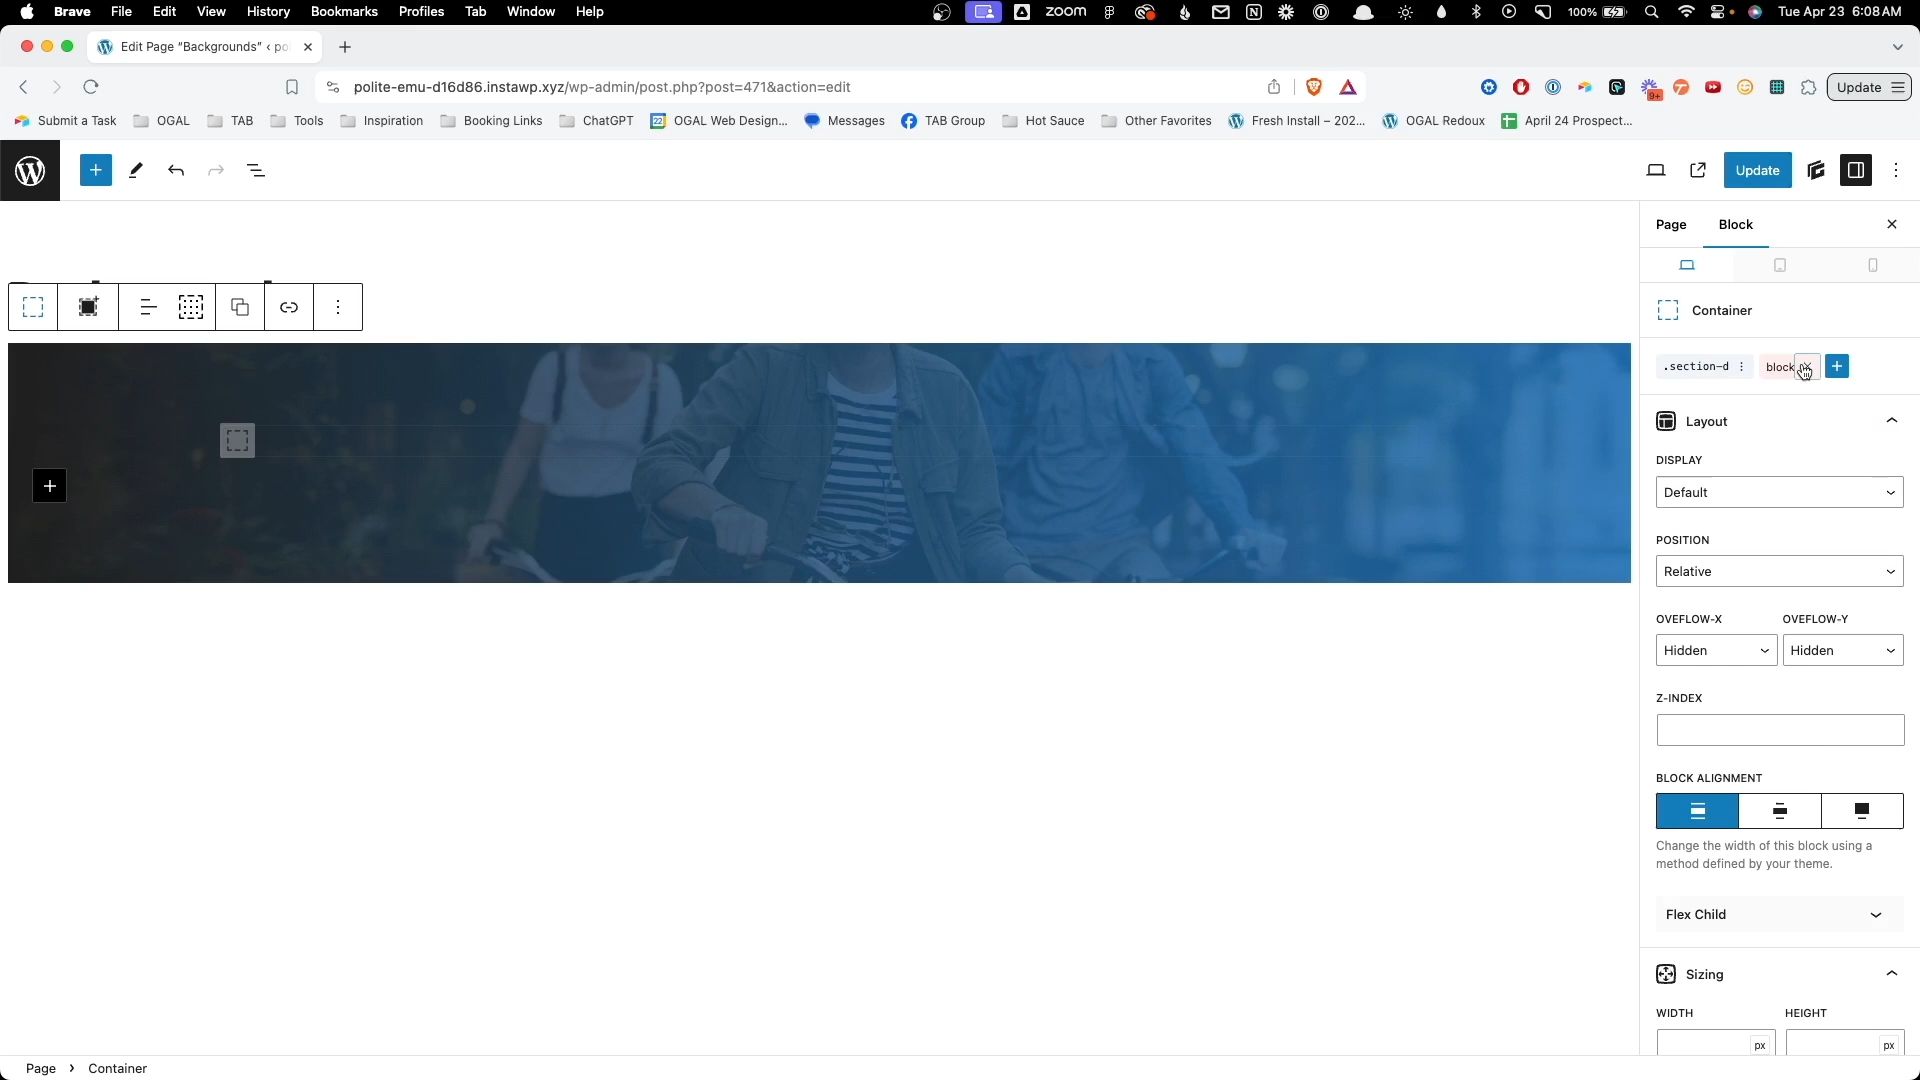 Brave File Edit View History Bookmarks Profiles Tab Window Help zoom 100% Tue Apr 23 6:08 AM
Edit Page "Backgrounds" ‹ po
polite-emu-d16d86.instawp.xyz/wp-admin/post.php?post=471&action=edit 9+ Update
Submit a Task OGAL TAB Tools Inspiration Booking Links ChatGPT 22 OGAL Web Design... Messages TAB Group Hot Sauce Other Favorites Fresh Install – 202... OGAL Redoux April 24 Prospect...
Update
Page Block
Container
.section-d block
Layout
DISPLAY
Default
POSITION
Relative
OVEFLOW-X OVEFLOW-Y
Hidden Hidden
Z-INDEX
BLOCK ALIGNMENT
Change the width of this block using a
method defined by your theme.
Flex Child
Sizing
WIDTH HEIGHT
px px
Page › Container